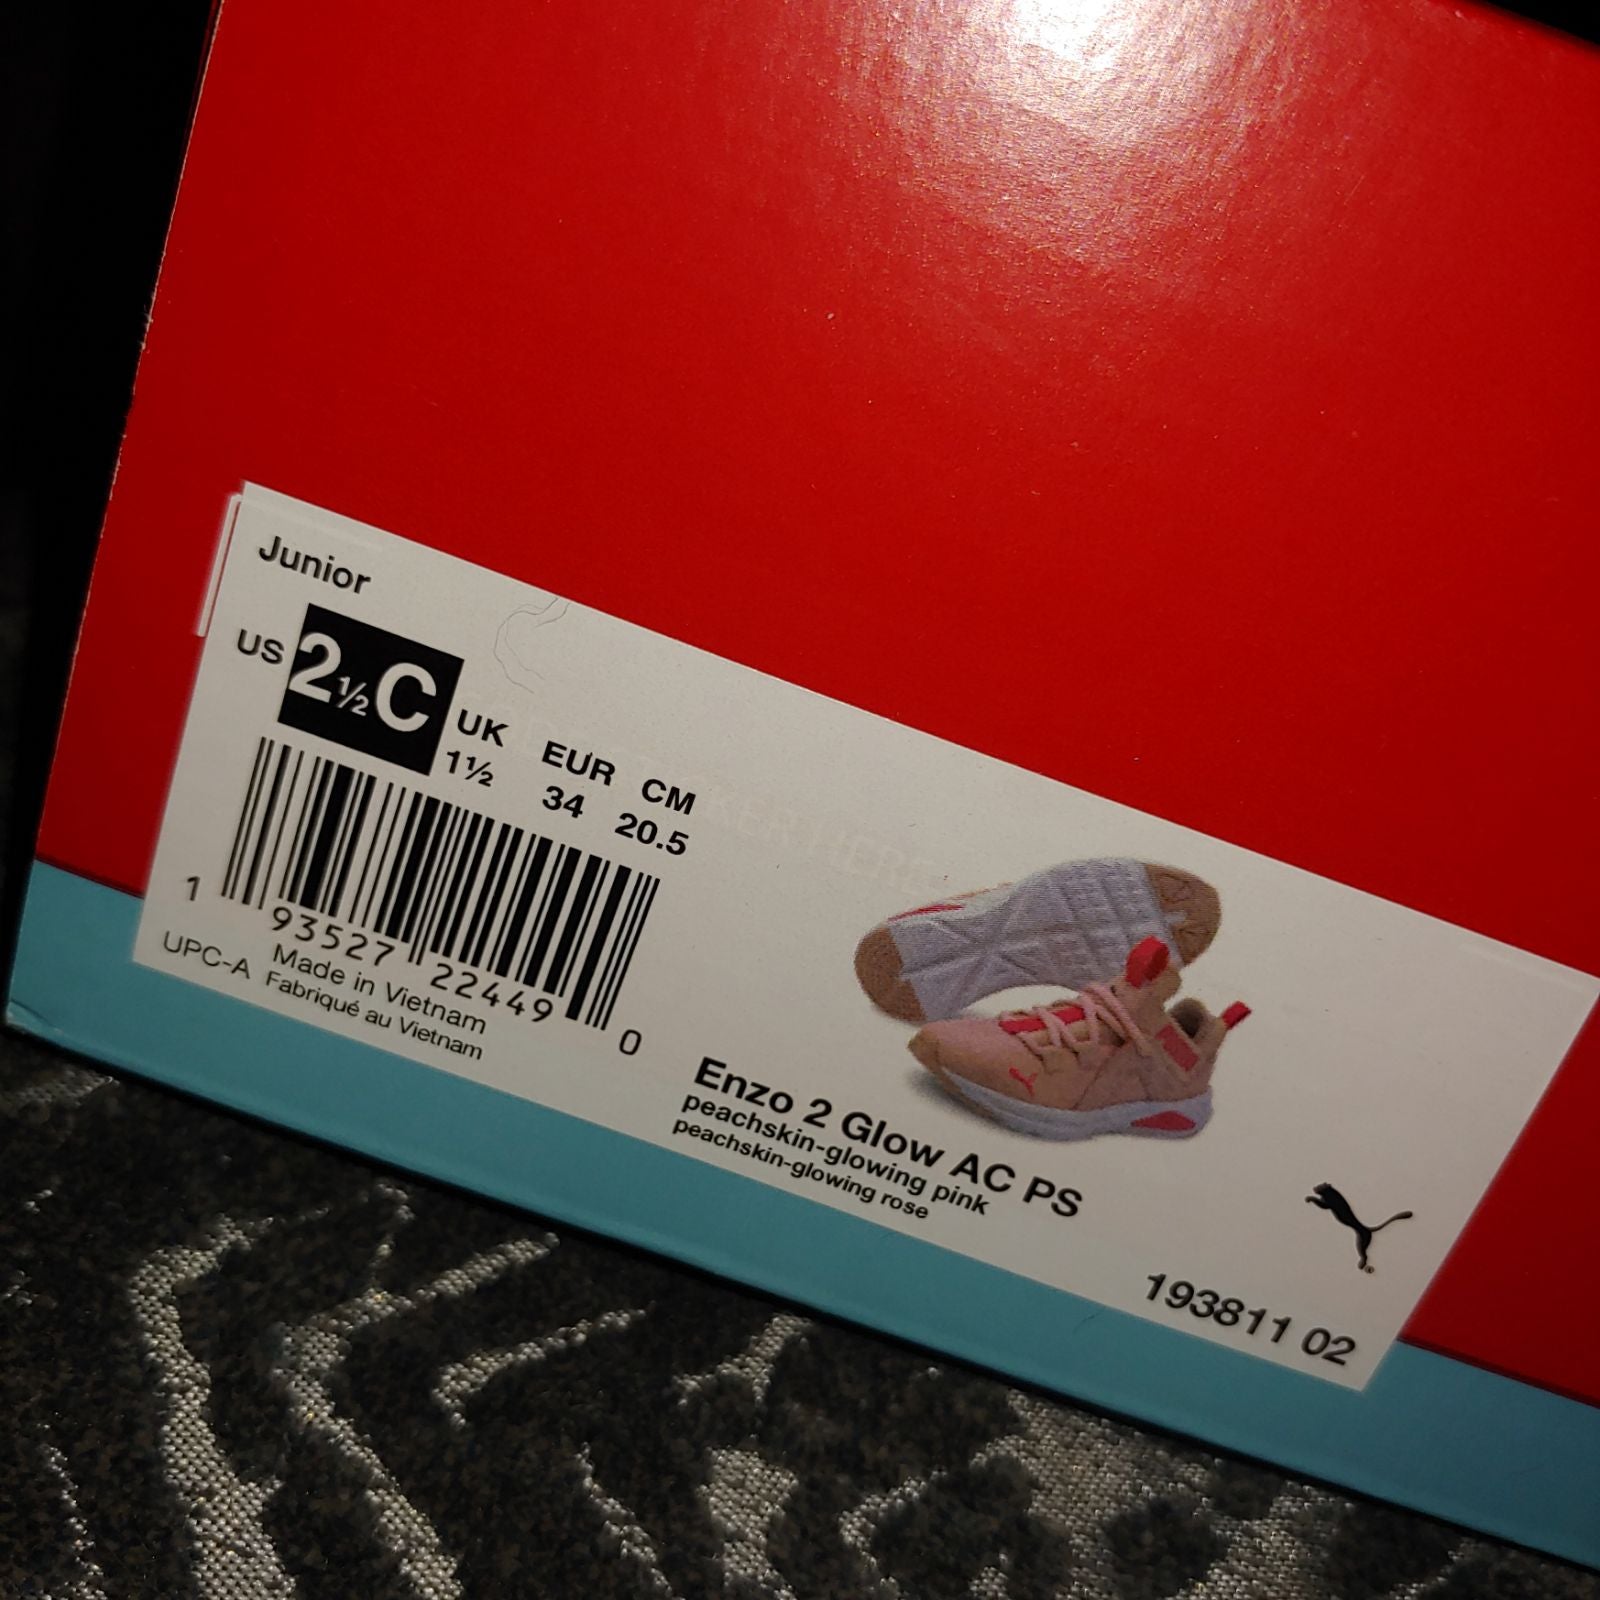 Junior
US 2½C
UK EUR CM
1½ 34 20.5
1 93527 22449 0
UPC-A Made in Vietnam
Fabriqué au Vietnam
Enzo 2 Glow AC PS
peachskin-glowing pink
peachskin-glowing rose
193811 02